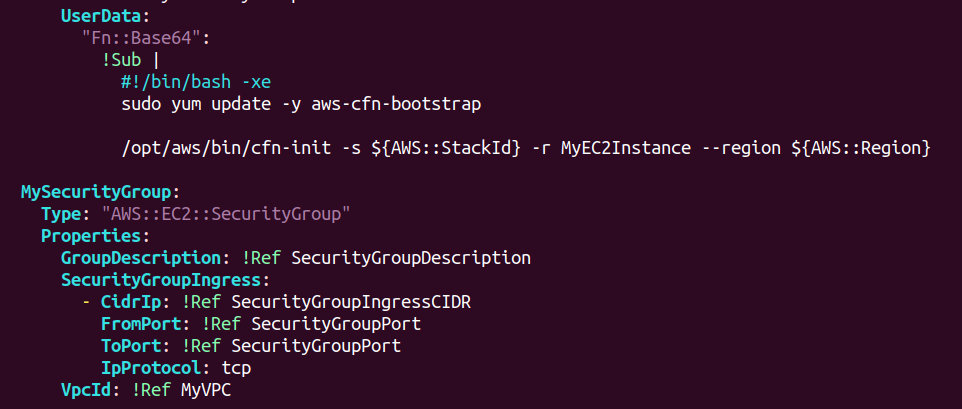 UserData:
"Fn::Base64":
!Sub |
#!/bin/bash -xe
sudo yum update -y aws-cfn-bootstrap
/opt/aws/bin/cfn-init -s ${AWS::StackId} -r MyEC2Instance --region ${AWS::Region}
MySecurityGroup:
Type: "AWS::EC2::SecurityGroup"
Properties:
GroupDescription: !Ref SecurityGroupDescription
SecurityGroupIngress:
- CidrIp: !Ref SecurityGroupIngressCIDR
FromPort: !Ref SecurityGroupPort
ToPort: !Ref SecurityGroupPort
IpProtocol: tcp
VpcId: !Ref MyVPC